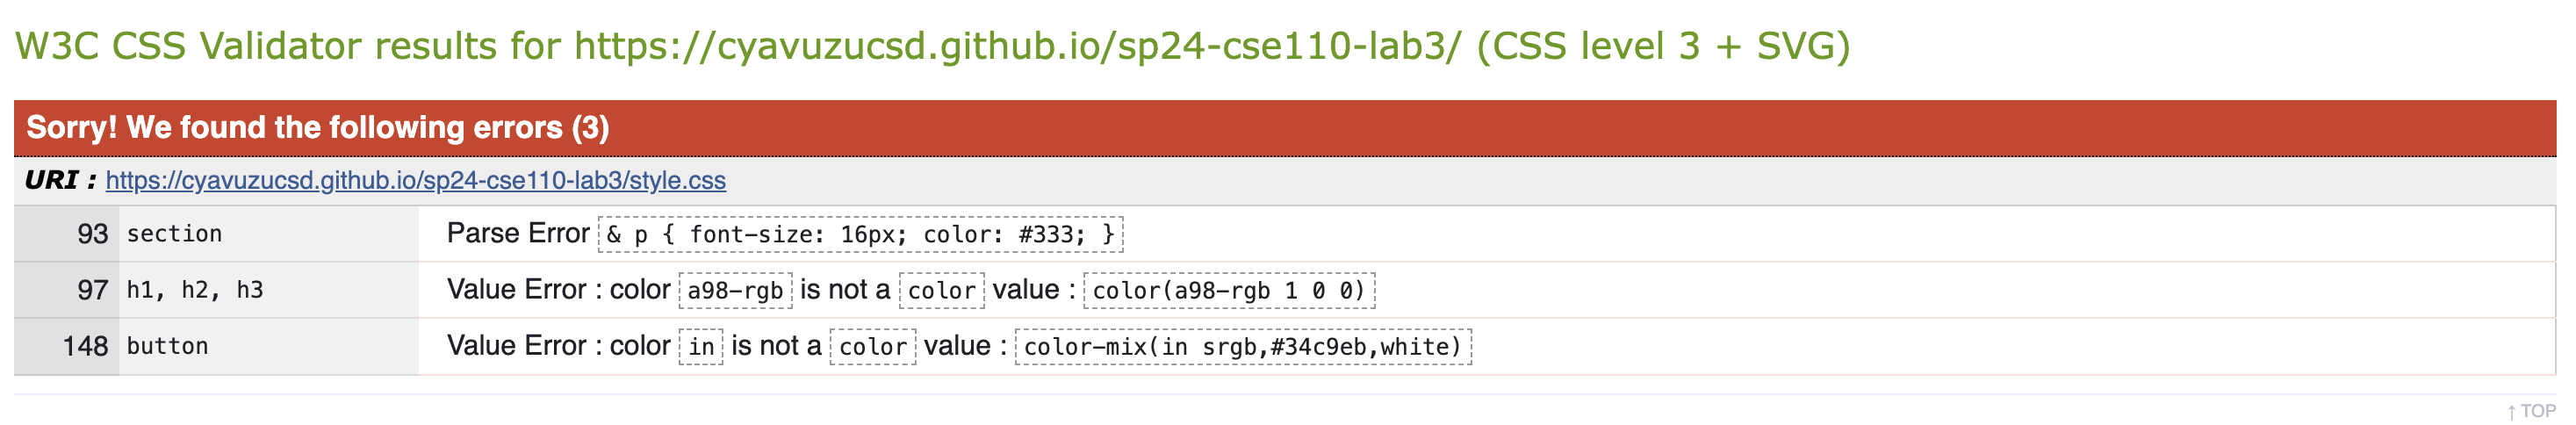 W3C CSS Validator results for https://cyavuzucsd.github.io/sp24-cse110-lab3/ (CSS level 3 + SVG)
Sorry! We found the following errors (3)
URI : https://cyavuzucsd.github.io/sp24-cse110-lab3/style.css
93 section Parse Error & p { font-size: 16px; color: #333; }
97 h1, h2, h3 Value Error : color a98-rgb is not a color value : color(a98-rgb 1 0 0)
148 button Value Error : color in is not a color value : color-mix(in srgb,#34c9eb,white)
↑ TOP